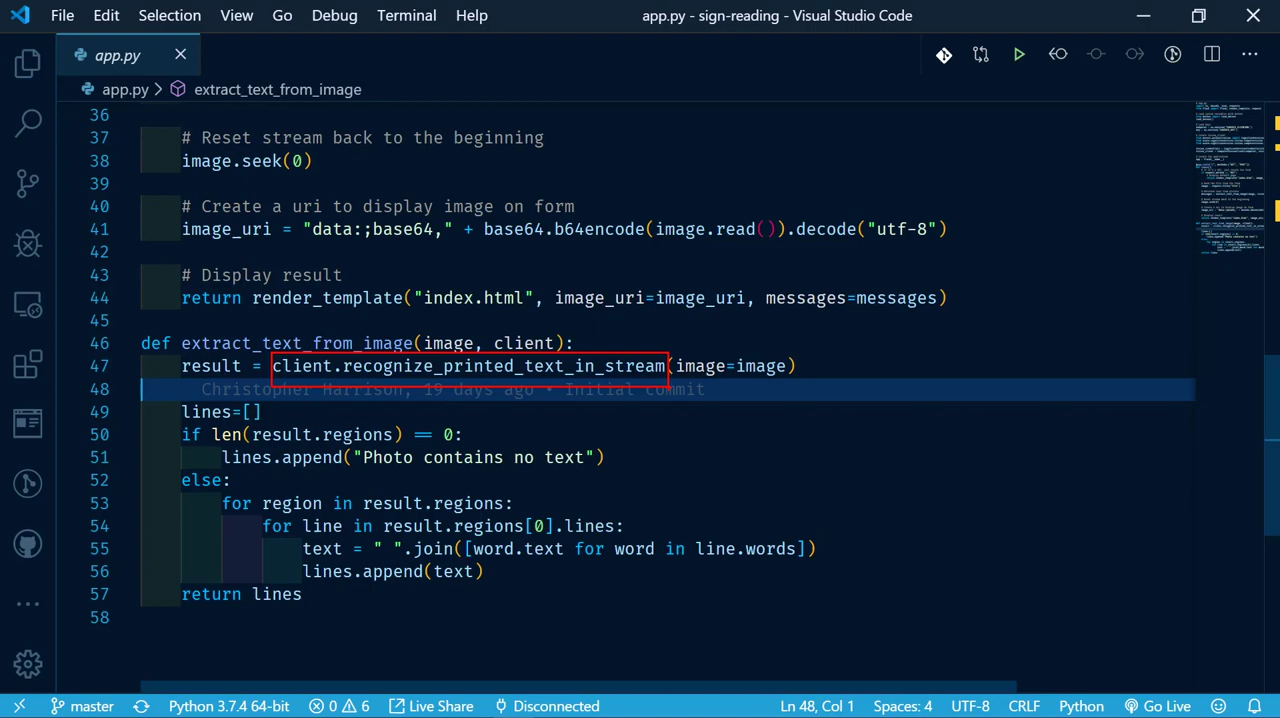 File Edit Selection View Go Debug Terminal Help app.py - sign-reading - Visual Studio Code
app.py
app.py > extract_text_from_image
36
37 # Reset stream back to the beginning
38 image.seek(0)
39
40 # Create a uri to display image in form
41 image_uri = "data:;base64," + base64.b64encode(image.read()).decode("utf-8")
42
43 # Display result
44 return render_template("index.html", image_uri=image_uri, messages=messages)
45
46 def extract_text_from_image(image, client):
47 result = client.recognize_printed_text_in_stream(image=image)
48 Christopher Harrison, 19 days ago • Initial commit
49 lines=[]
50 if len(result.regions) == 0:
51 lines.append("Photo contains no text")
52 else:
53 for region in result.regions:
54 for line in result.regions[0].lines:
55 text = " ".join([word.text for word in line.words])
56 lines.append(text)
57 return lines
58
master Python 3.7.4 64-bit 0 6 Live Share Disconnected Ln 48, Col 1 Spaces: 4 UTF-8 CRLF Python Go Live